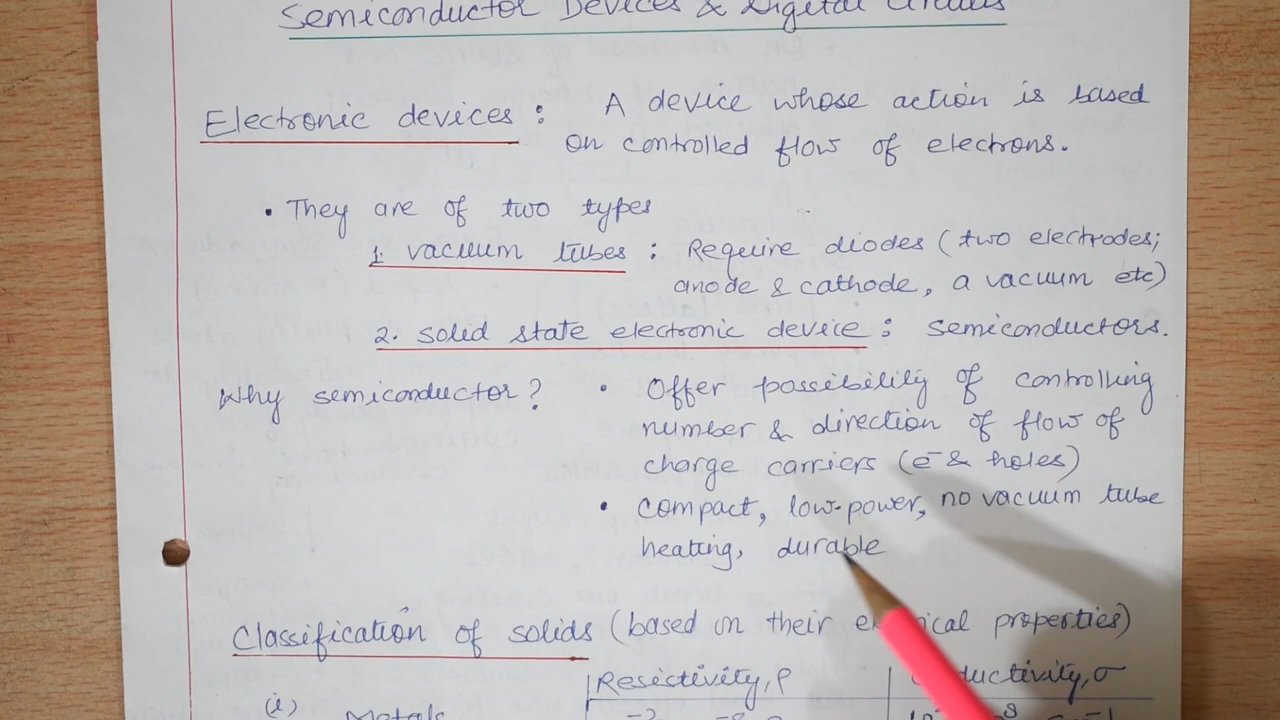 Semiconductor Devices & Digital Circuits
Electronic devices : A device whose action is based
on controlled flow of electrons.
• They are of two types
1. vacuum tubes : Require diodes (two electrodes;
anode & cathode, a vacuum etc)
2. solid state electronic device : semiconductors.
Why semiconductor? • Offer possibility of controlling
number & direction of flow of
charge carriers (e⁻ & holes)
• compact, low-power, no vacuum tube
heating, durable
Classification of solids (based on their properties)
Resistivity, ρ
(i) Metals